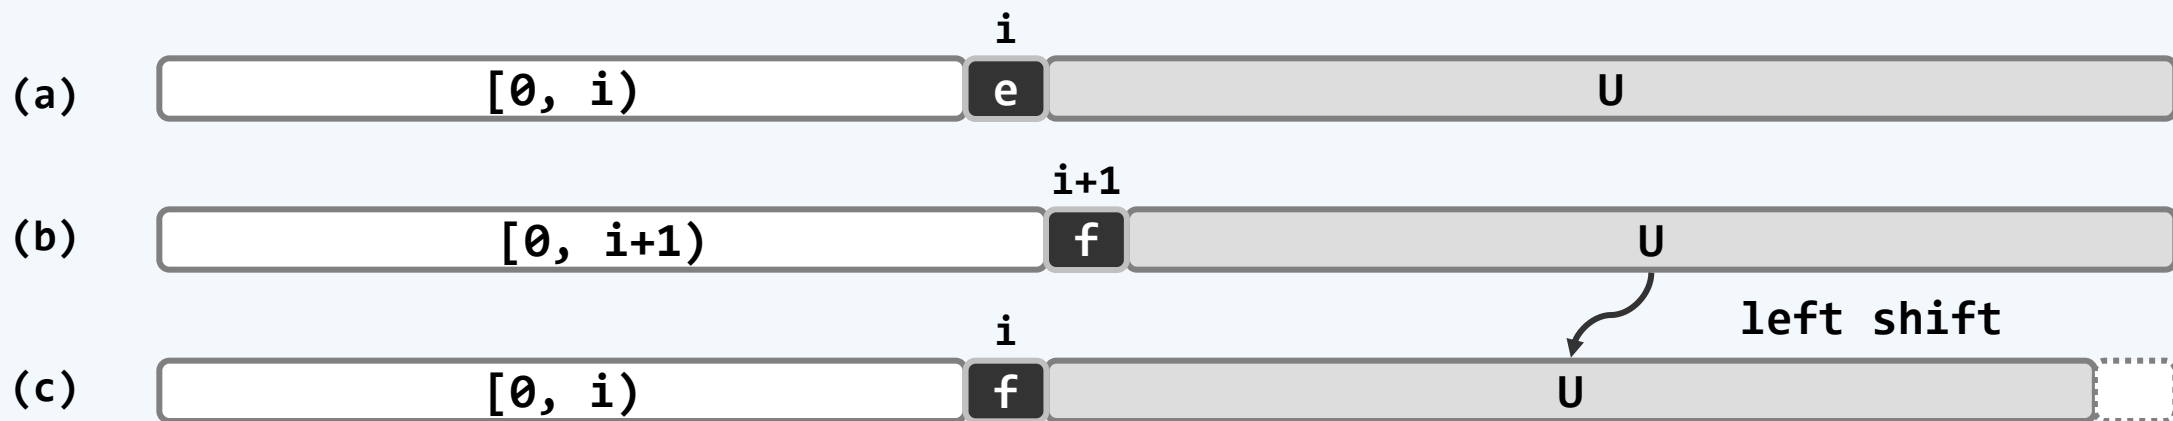 i
(a) [0, i) e U
i+1
(b) [0, i+1) f U
left shift
i
(c) [0, i) f U